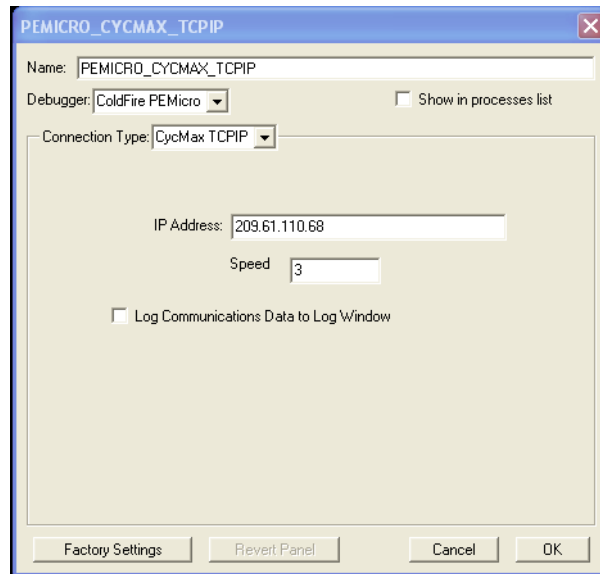 PEMICRO_CYCMAX_TCPIP
Name: PEMICRO_CYCMAX_TCPIP
Debugger: ColdFire PEMicro Show in processes list
Connection Type: CycMax TCPIP
IP Address: 209.61.110.68
Speed 3
Log Communications Data to Log Window
Factory Settings Revert Panel Cancel OK